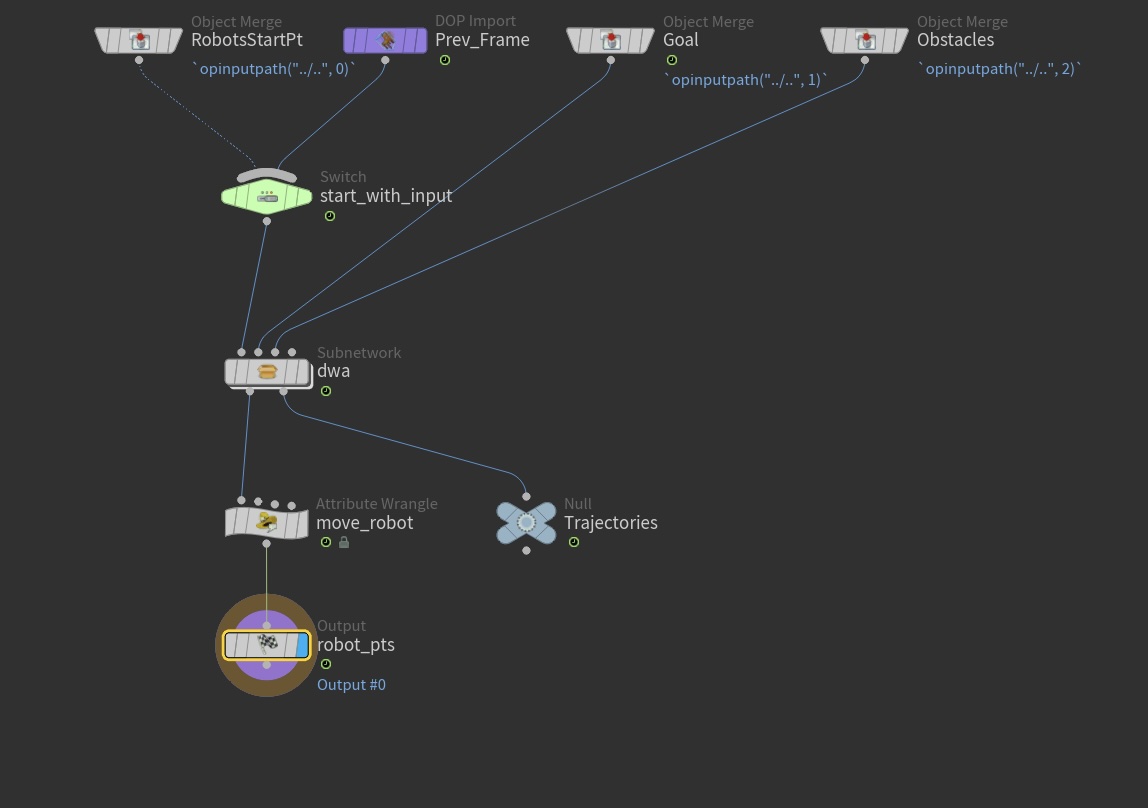 Object Merge
RobotsStartPt
`opinputpath("../..", 0)`
DOP Import
Prev_Frame
Object Merge
Goal
`opinputpath("../..", 1)`
Object Merge
Obstacles
`opinputpath("../..", 2)`
Switch
start_with_input
Subnetwork
dwa
Attribute Wrangle
move_robot
Null
Trajectories
Output
robot_pts
Output #0